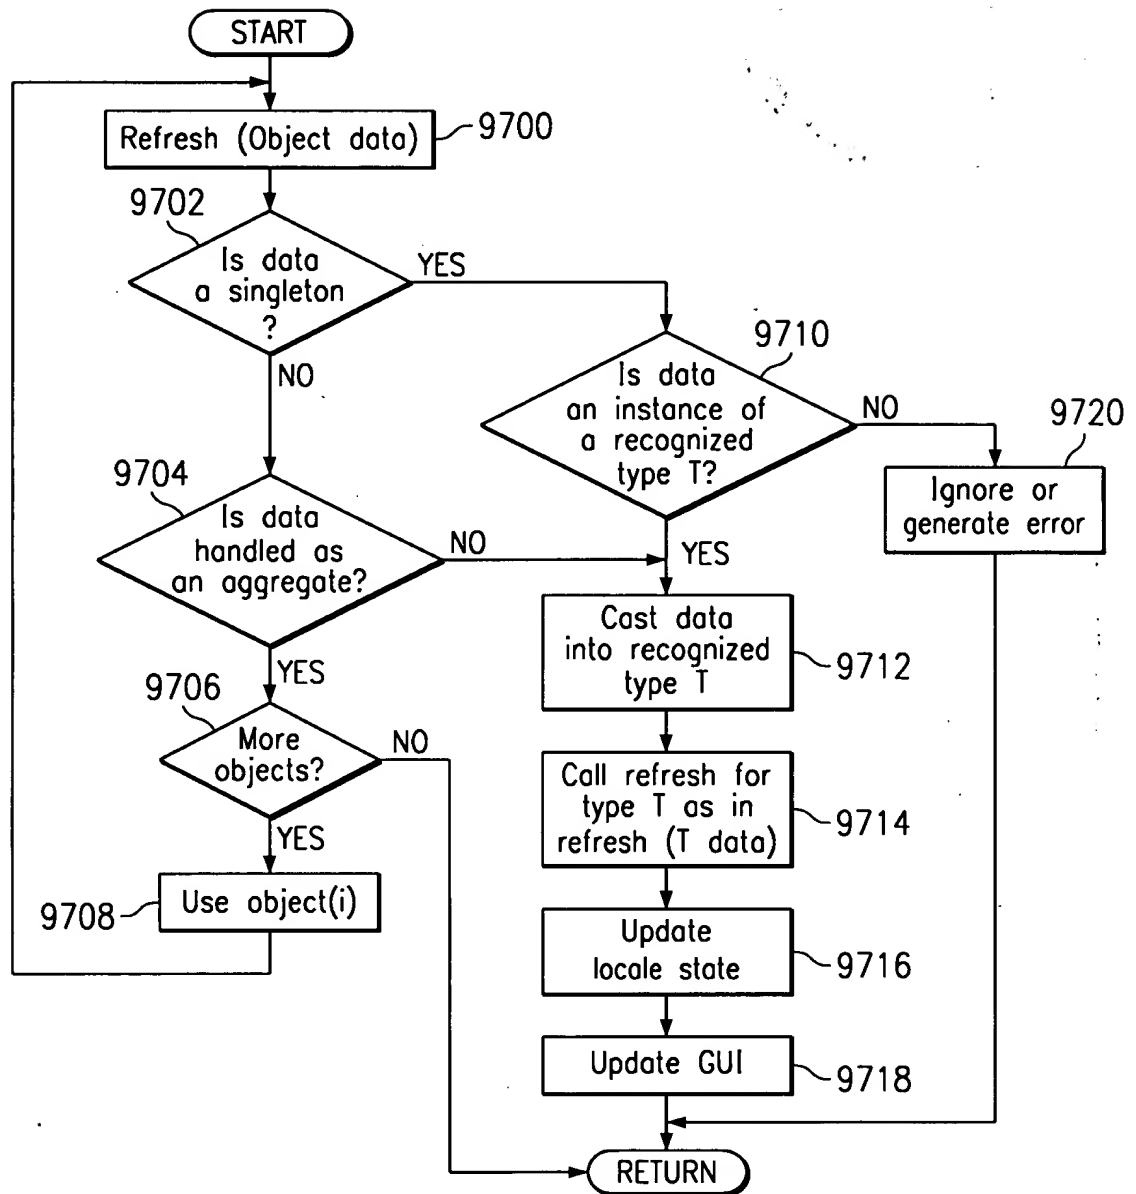 START
Refresh (Object data)
9700
9702
Is data
a singleton
?
YES
NO
9710
Is data
an instance of
a recognized
type T?
NO
YES
9720
Ignore or
generate error
9704
Is data
handled as
an aggregate?
NO
YES
9706
More
objects?
NO
YES
9708
Use object(i)
Cast data
into recognized
type T
9712
Call refresh for
type T as in
refresh (T data)
9714
Update
locale state
9716
Update GUI
9718
RETURN